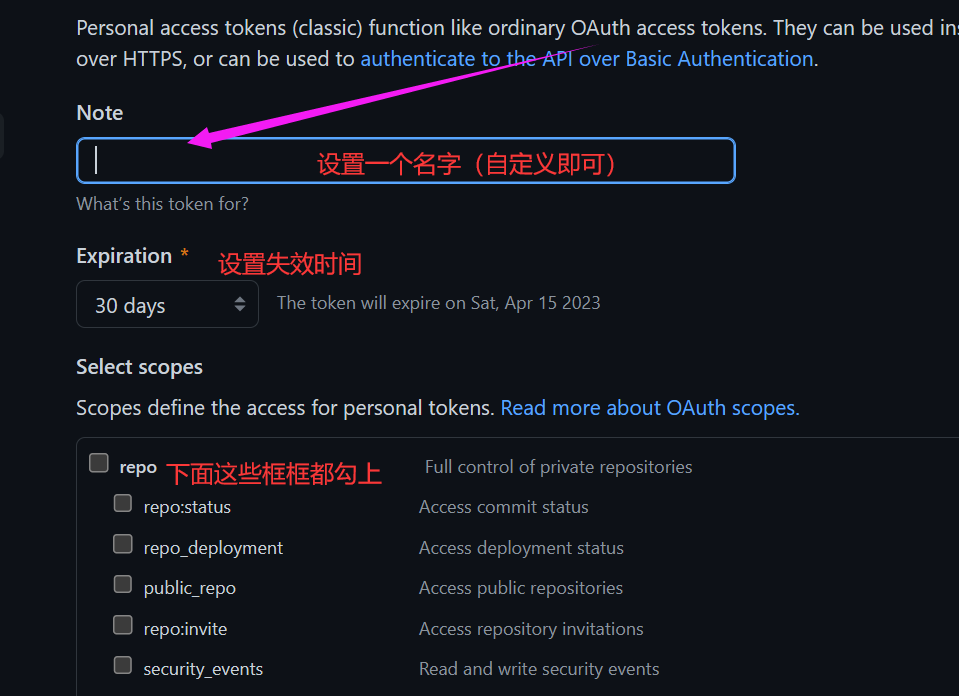 Personal access tokens (classic) function like ordinary OAuth access tokens. They can be used ins
over HTTPS, or can be used to authenticate to the API over Basic Authentication.
Note
设置一个名字（自定义即可）
What's this token for?
Expiration *
设置失效时间
30 days
The token will expire on Sat, Apr 15 2023
Select scopes
Scopes define the access for personal tokens. Read more about OAuth scopes.
repo 下面这些框框都勾上 Full control of private repositories
repo:status Access commit status
repo_deployment Access deployment status
public_repo Access public repositories
repo:invite Access repository invitations
security_events Read and write security events